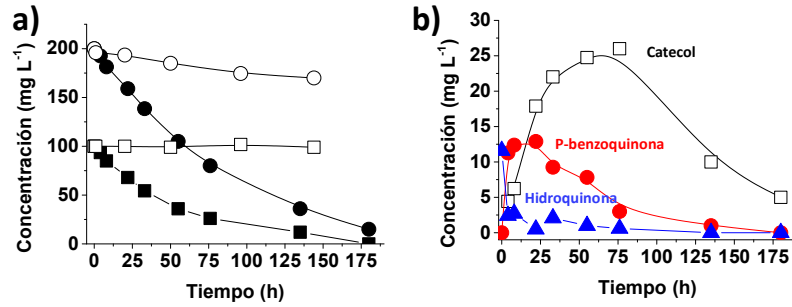 a)
Concentración (mg L-1)
200
150
100
50
0
0 25 50 75 100 125 150 175
Tiempo (h)
b)
Concentración (mg L-1)
30
25
20
15
10
5
0
Catecol
P-benzoquinona
Hidroquinona
0 25 50 75 100 125 150 175
Tiempo (h)